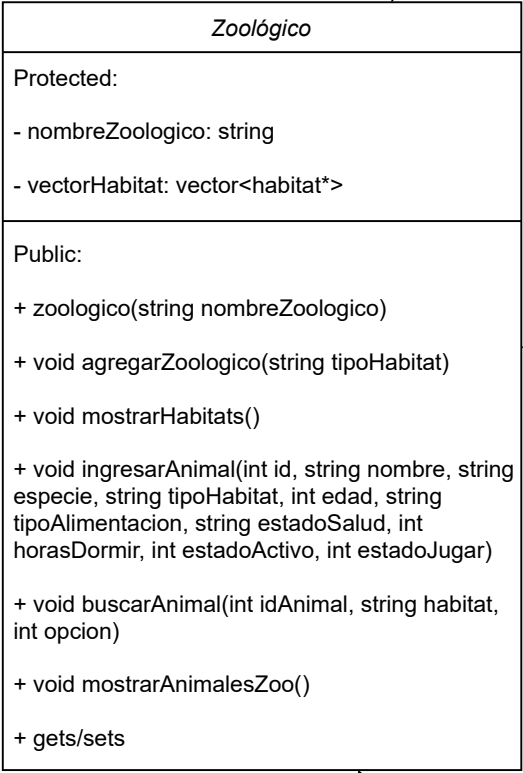 Zoológico
Protected:
- nombreZoologico: string
- vectorHabitat: vector<habitat*>
Public:
+ zoologico(string nombreZoologico)
+ void agregarZoologico(string tipoHabitat)
+ void mostrarHabitats()
+ void ingresarAnimal(int id, string nombre, string
especie, string tipoHabitat, int edad, string
tipoAlimentacion, string estadoSalud, int
horasDormir, int estadoActivo, int estadoJugar)
+ void buscarAnimal(int idAnimal, string habitat,
int opcion)
+ void mostrarAnimalesZoo()
+ gets/sets